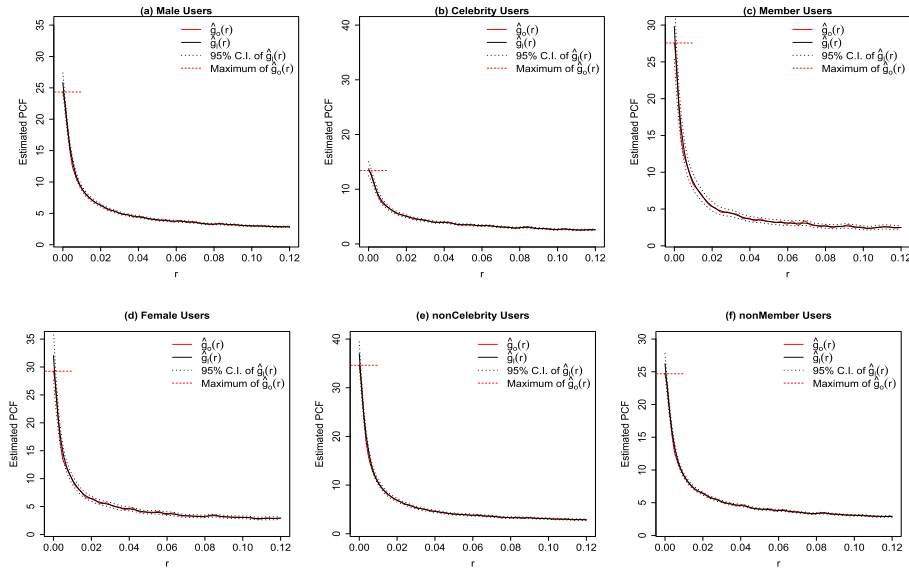 (a) Male Users
ĝₒ(r)
ĝₗ(r)
95% C.I. of ĝₗ(r)
Maximum of ĝₒ(r)
Estimated PCF
0 5 10 15 20 25 30 35
0.00 0.02 0.04 0.06 0.08 0.10 0.12
r
(b) Celebrity Users
ĝₒ(r)
ĝₗ(r)
95% C.I. of ĝₗ(r)
Maximum of ĝₒ(r)
Estimated PCF
0 10 20 30 40
0.00 0.02 0.04 0.06 0.08 0.10 0.12
r
(c) Member Users
ĝₒ(r)
ĝₗ(r)
95% C.I. of ĝₗ(r)
Maximum of ĝₒ(r)
Estimated PCF
0 5 10 15 20 25 30
0.00 0.02 0.04 0.06 0.08 0.10 0.12
r
(d) Female Users
ĝₒ(r)
ĝₗ(r)
95% C.I. of ĝₗ(r)
Maximum of ĝₒ(r)
Estimated PCF
0 5 10 15 20 25 30 35
0.00 0.02 0.04 0.06 0.08 0.10 0.12
r
(e) nonCelebrity Users
ĝₒ(r)
ĝₗ(r)
95% C.I. of ĝₗ(r)
Maximum of ĝₒ(r)
Estimated PCF
0 10 20 30 40
0.00 0.02 0.04 0.06 0.08 0.10 0.12
r
(f) nonMember Users
ĝₒ(r)
ĝₗ(r)
95% C.I. of ĝₗ(r)
Maximum of ĝₒ(r)
Estimated PCF
0 5 10 15 20 25 30
0.00 0.02 0.04 0.06 0.08 0.10 0.12
r